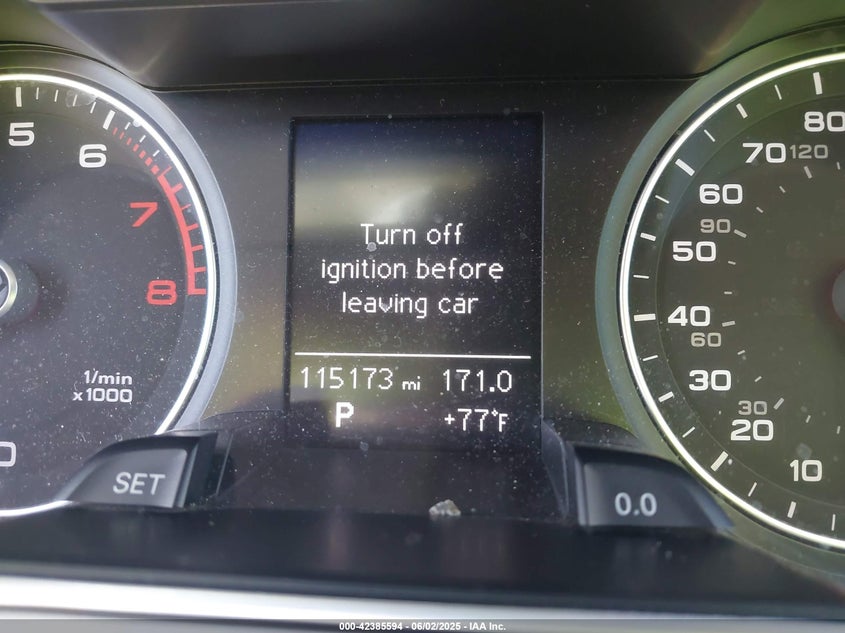 5
6
7
8
1/min
x1000
0
SET
Turn off
ignition before
leaving car
115173 mi 171.0
P +77°F
80
70 120
60
90
50
40
60
30
30
20
10
0.0
000-42385594 - 06/02/2025 - IAA Inc.